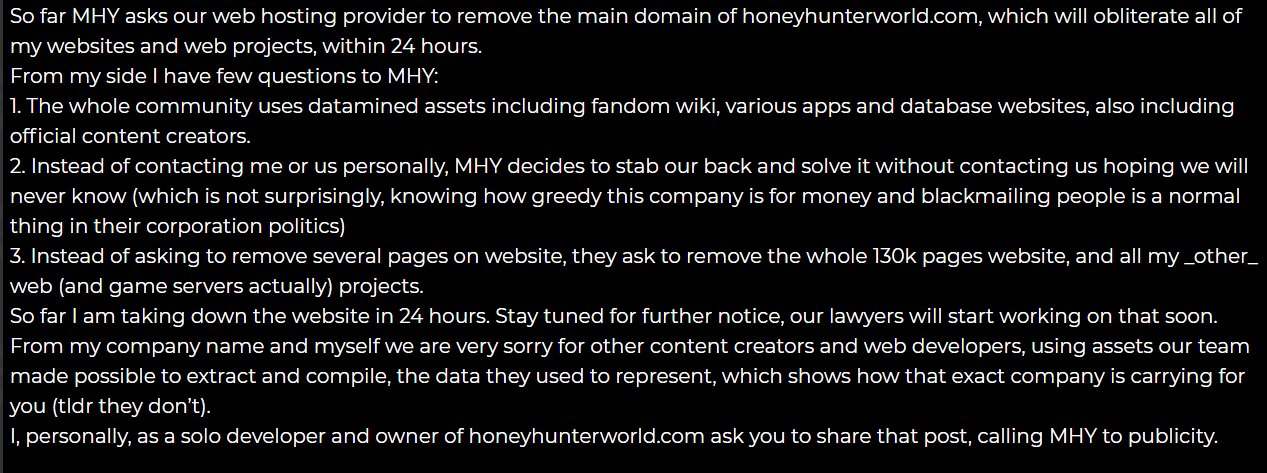 So far MHY asks our web hosting provider to remove the main domain of honeyhunterworld.com, which will obliterate all of
my websites and web projects, within 24 hours.
From my side I have few questions to MHY:
1. The whole community uses datamined assets including fandom wiki, various apps and database websites, also including
official content creators.
2. Instead of contacting me or us personally, MHY decides to stab our back and solve it without contacting us hoping we will
never know (which is not surprisingly, knowing how greedy this company is for money and blackmailing people is a normal
thing in their corporation politics)
3. Instead of asking to remove several pages on website, they ask to remove the whole 130k pages website, and all my _other_
web (and game servers actually) projects.
So far I am taking down the website in 24 hours. Stay tuned for further notice, our lawyers will start working on that soon.
From my company name and myself we are very sorry for other content creators and web developers, using assets our team
made possible to extract and compile, the data they used to represent, which shows how that exact company is carrying for
you (tldr they don't).
I, personally, as a solo developer and owner of honeyhunterworld.com ask you to share that post, calling MHY to publicity.